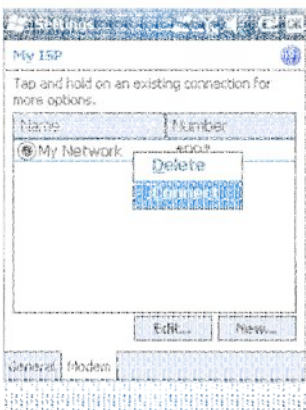 Settings
My ISP
Tap and hold on an existing connection for
more options.
Name Number
My Network
Delete
Connect
Edit... New...
General Modem